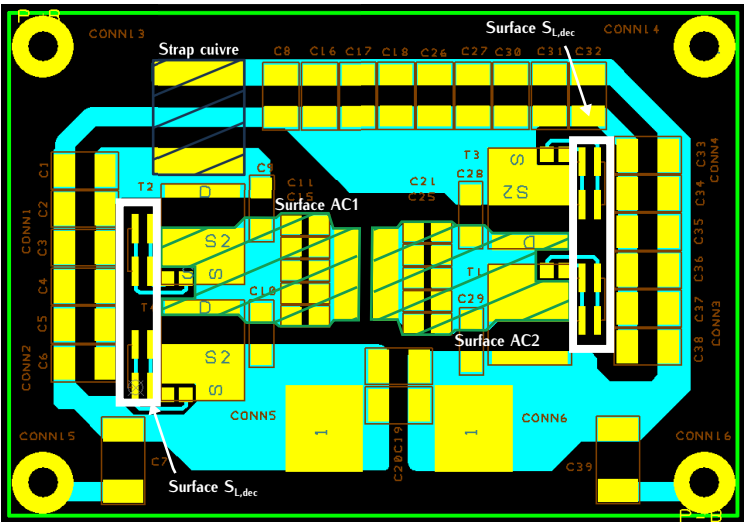 P-R
CONN13
Strap cuivre
C8 C16 C17 C18 C26 C27 C30 C31 C32
Surface S_L,dec
CONN14
C1
C2
C3
C4
C5
C6
CONN1
CONN2
T2
D
S2
S
S
T4
D
S2
S
C9
C11
C15
Surface AC1
C10
C21
C25
T3
C28
S
S2
D
T1
C29
Surface AC2
C33
C34
C35
C36
C37
C38
CONN4
CONN3
CONN5
1
C20
C19
1
CONN6
CONN15
C7
Surface S_L,dec
C39
CONN16
P-B